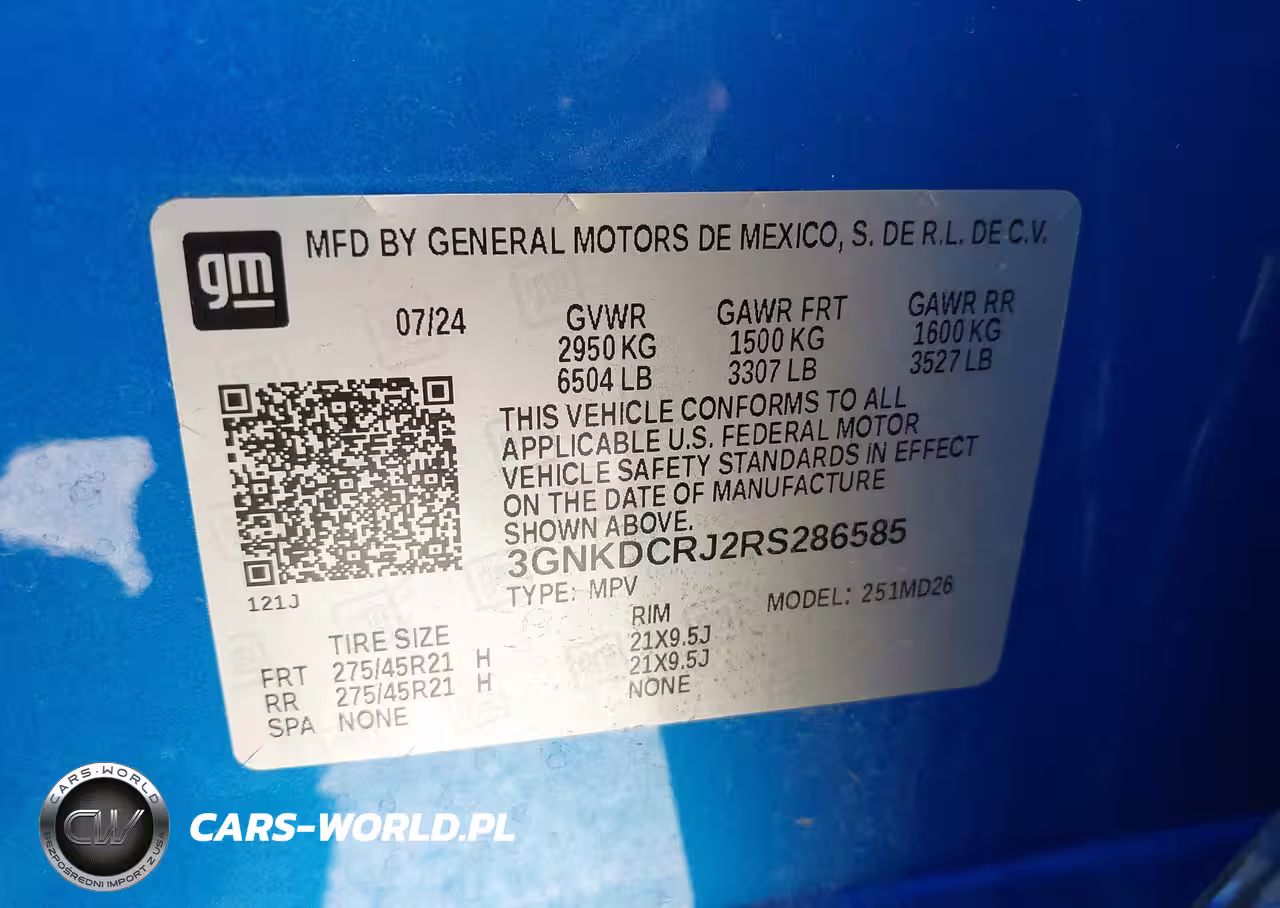 gm
MFD BY GENERAL MOTORS DE MEXICO, S. DE R.L. DE C.V.
07/24
GVWR
2950 KG
6504 LB
GAWR FRT
1500 KG
3307 LB
GAWR RR
1600 KG
3527 LB
THIS VEHICLE CONFORMS TO ALL
APPLICABLE U.S. FEDERAL MOTOR
VEHICLE SAFETY STANDARDS IN EFFECT
ON THE DATE OF MANUFACTURE
SHOWN ABOVE.
3GNKDCRJ2RS286585
TYPE: MPV
MODEL: 251MD26
121J
TIRE SIZE
RIM
FRT 275/45R21 H 21X9.5J
RR 275/45R21 H 21X9.5J
SPA NONE NONE
CARS-WORLD
CW
BEZPOŚREDNI IMPORT Z USA
CARS-WORLD.PL